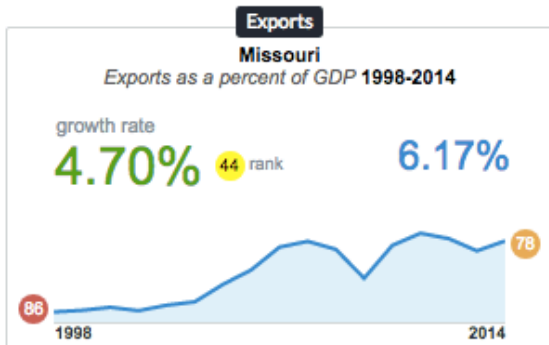 Exports
Missouri
Exports as a percent of GDP 1998-2014
growth rate
4.70% 44 rank 6.17%
78
86
1998 2014